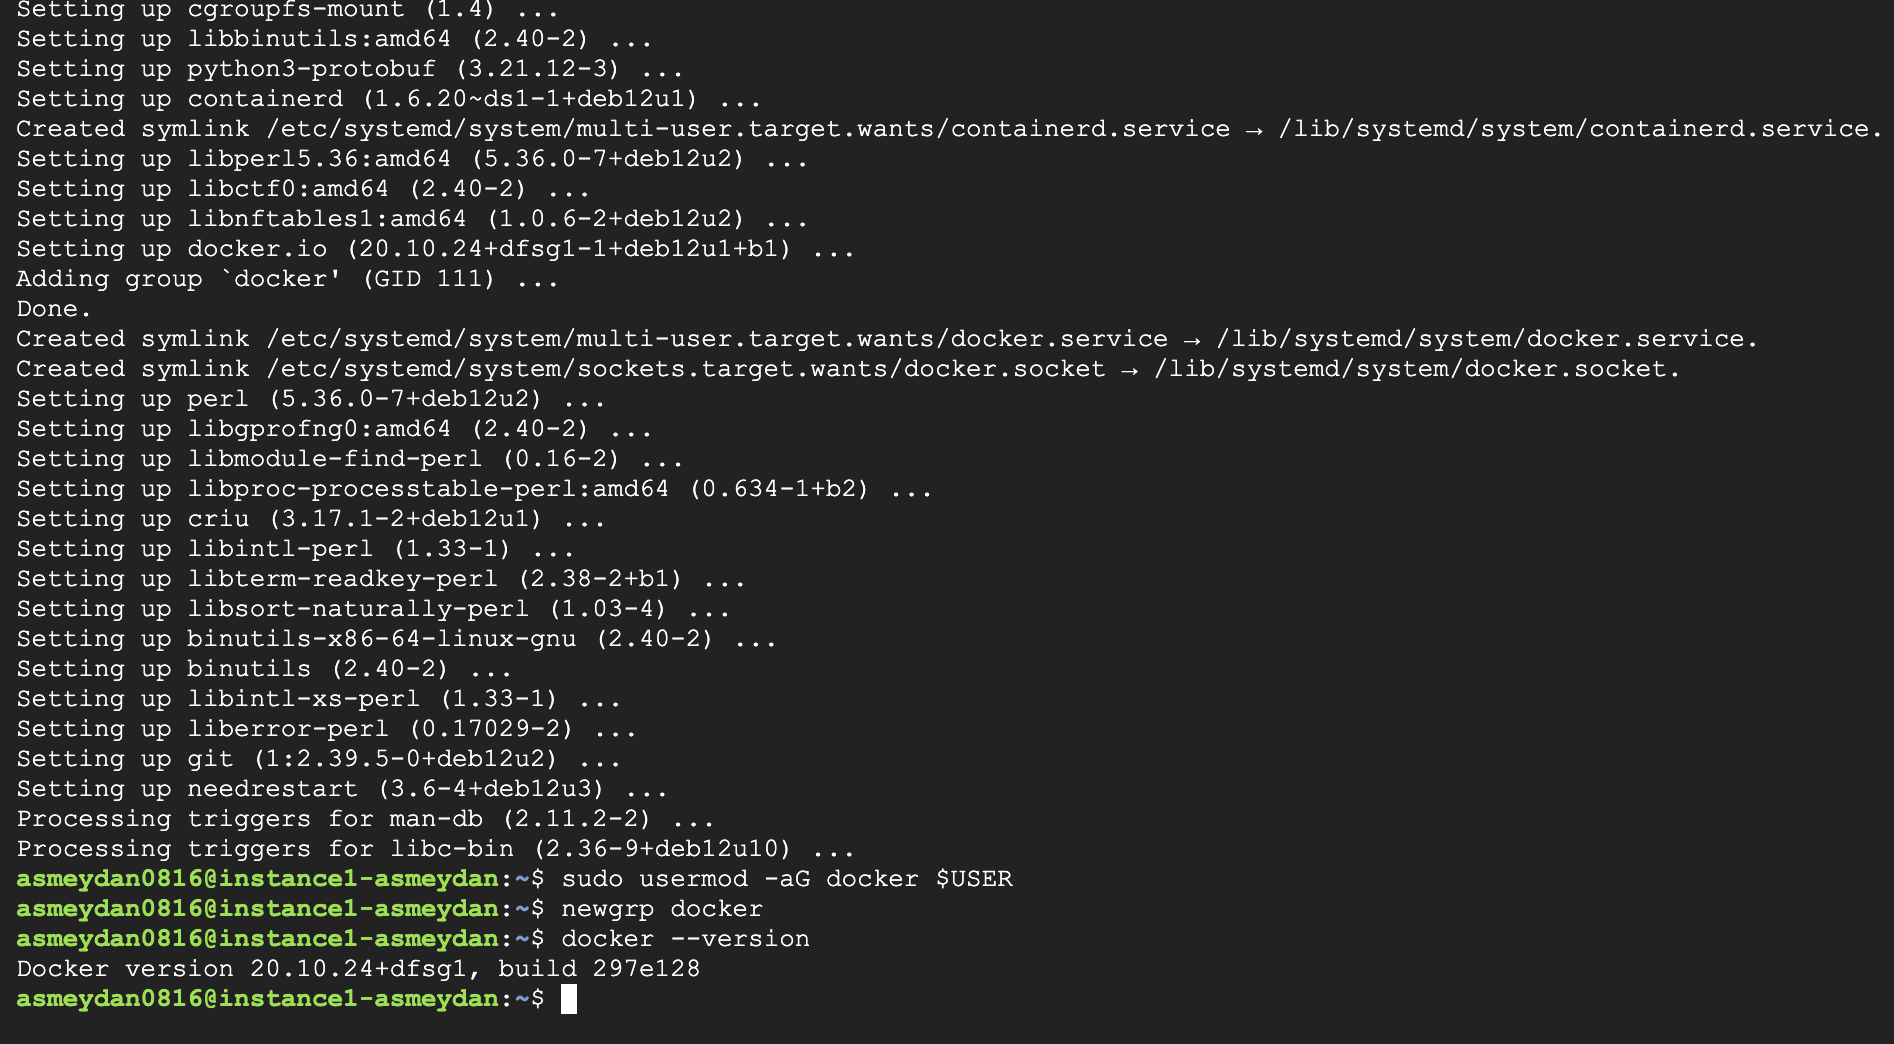 Setting up cgroupfs-mount (1.4) ...
Setting up libbinutils:amd64 (2.40-2) ...
Setting up python3-protobuf (3.21.12-3) ...
Setting up containerd (1.6.20~ds1-1+deb12u1) ...
Created symlink /etc/systemd/system/multi-user.target.wants/containerd.service → /lib/systemd/system/containerd.service.
Setting up libperl5.36:amd64 (5.36.0-7+deb12u2) ...
Setting up libctf0:amd64 (2.40-2) ...
Setting up libnftables1:amd64 (1.0.6-2+deb12u2) ...
Setting up docker.io (20.10.24+dfsg1-1+deb12u1+b1) ...
Adding group `docker' (GID 111) ...
Done.
Created symlink /etc/systemd/system/multi-user.target.wants/docker.service → /lib/systemd/system/docker.service.
Created symlink /etc/systemd/system/sockets.target.wants/docker.socket → /lib/systemd/system/docker.socket.
Setting up perl (5.36.0-7+deb12u2) ...
Setting up libgprofng0:amd64 (2.40-2) ...
Setting up libmodule-find-perl (0.16-2) ...
Setting up libproc-processtable-perl:amd64 (0.634-1+b2) ...
Setting up criu (3.17.1-2+deb12u1) ...
Setting up libintl-perl (1.33-1) ...
Setting up libterm-readkey-perl (2.38-2+b1) ...
Setting up libsort-naturally-perl (1.03-4) ...
Setting up binutils-x86-64-linux-gnu (2.40-2) ...
Setting up binutils (2.40-2) ...
Setting up libintl-xs-perl (1.33-1) ...
Setting up liberror-perl (0.17029-2) ...
Setting up git (1:2.39.5-0+deb12u2) ...
Setting up needrestart (3.6-4+deb12u3) ...
Processing triggers for man-db (2.11.2-2) ...
Processing triggers for libc-bin (2.36-9+deb12u10) ...
asmeydan0816@instance1-asmeydan:~$ sudo usermod -aG docker $USER
asmeydan0816@instance1-asmeydan:~$ newgrp docker
asmeydan0816@instance1-asmeydan:~$ docker --version
Docker version 20.10.24+dfsg1, build 297e128
asmeydan0816@instance1-asmeydan:~$